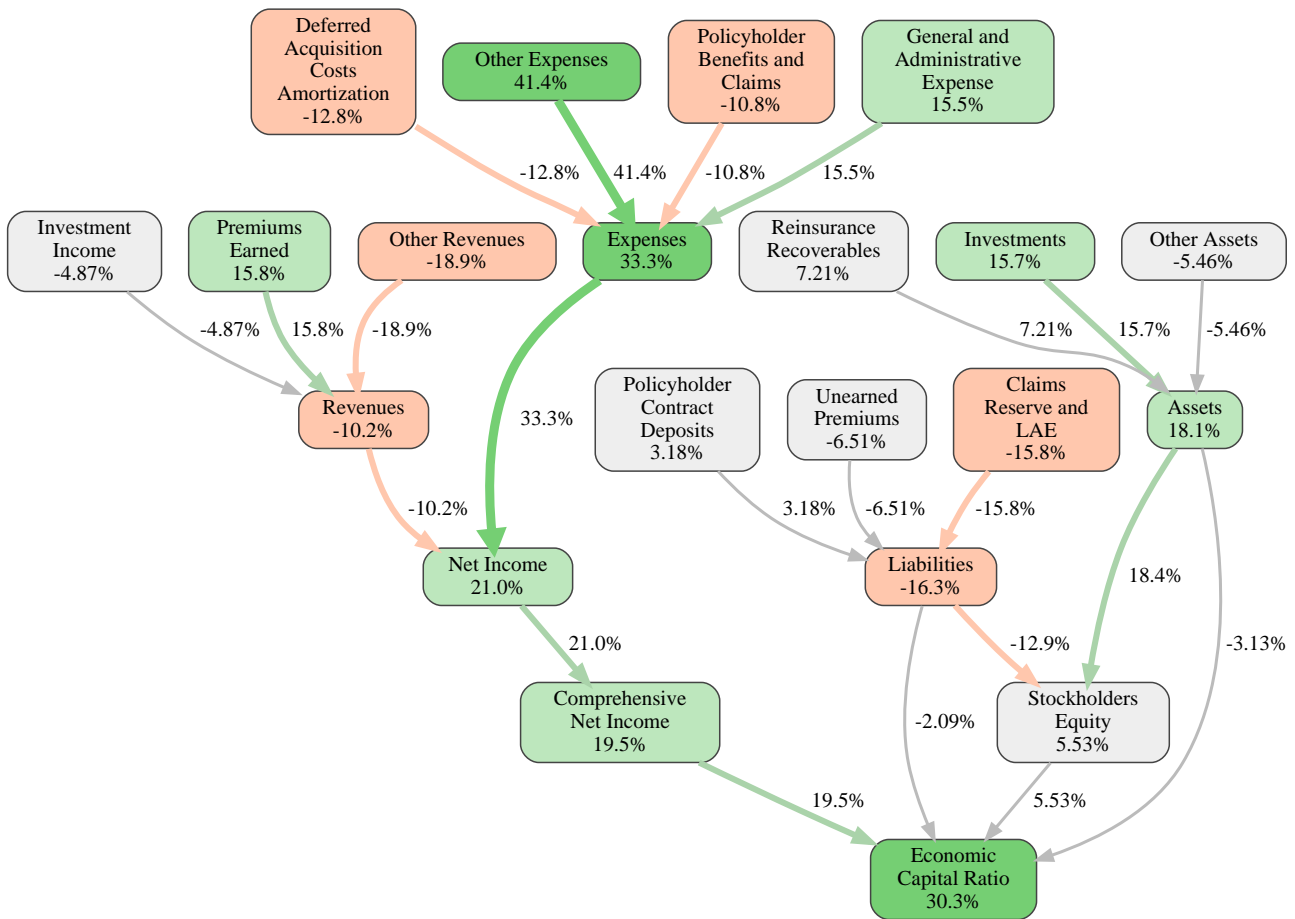 Deferred
Acquisition
Costs
Amortization
-12.8%
Other Expenses
41.4%
Policyholder
Benefits and
Claims
-10.8%
General and
Administrative
Expense
15.5%
-12.8%
41.4%
-10.8%
15.5%
Investment
Income
-4.87%
Premiums
Earned
15.8%
Other Revenues
-18.9%
Expenses
33.3%
Reinsurance
Recoverables
7.21%
Investments
15.7%
Other Assets
-5.46%
-4.87%
15.8%
-18.9%
7.21%
15.7%
-5.46%
Revenues
-10.2%
33.3%
Policyholder
Contract
Deposits
3.18%
Unearned
Premiums
-6.51%
Claims
Reserve and
LAE
-15.8%
Assets
18.1%
-10.2%
3.18%
-6.51%
-15.8%
Net Income
21.0%
Liabilities
-16.3%
18.4%
21.0%
-12.9%
-3.13%
Comprehensive
Net Income
19.5%
-2.09%
Stockholders
Equity
5.53%
19.5%
5.53%
Economic
Capital Ratio
30.3%